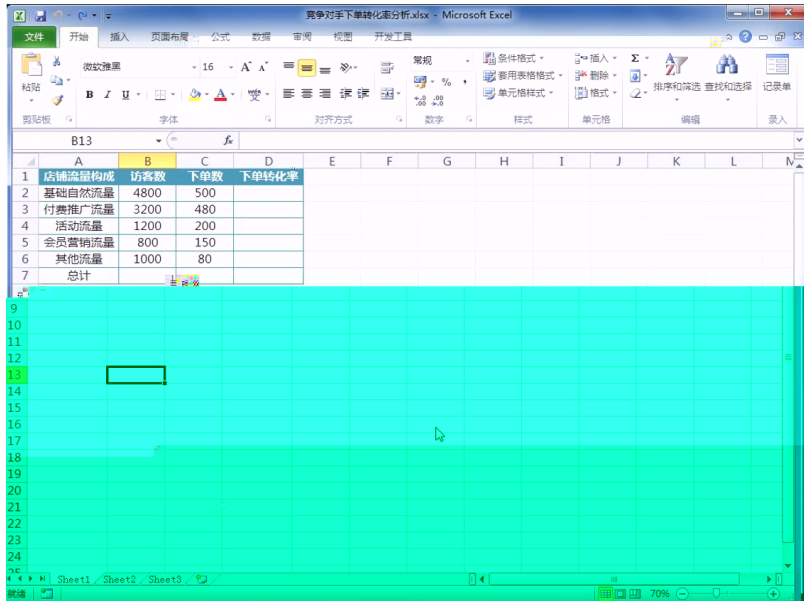 竞争对手下单转化率分析.xlsx - Microsoft Excel
文件 开始 插入 页面布局 公式 数据 审阅 视图 开发工具
微软雅黑 16 A A 常规 条件格式 插入 Σ
粘贴 % , 套用表格格式 删除 排序和筛选 查找和选择 记录单
B I U A 单元格样式 格式
剪贴板 字体 对齐方式 数字 样式 单元格 编辑 录入
B13 fx
A B C D E F G H I J K L
1 店铺流量构成 访客数 下单数 下单转化率
2 基础自然流量 4800 500
3 付费推广流量 3200 480
4 活动流量 1200 200
5 会员营销流量 800 150
6 其他流量 1000 80
7 总计
9
10
11
12
13
14
15
16
17
18
19
20
21
22
23
24
Sheet1 Sheet2 Sheet3
就绪 70%